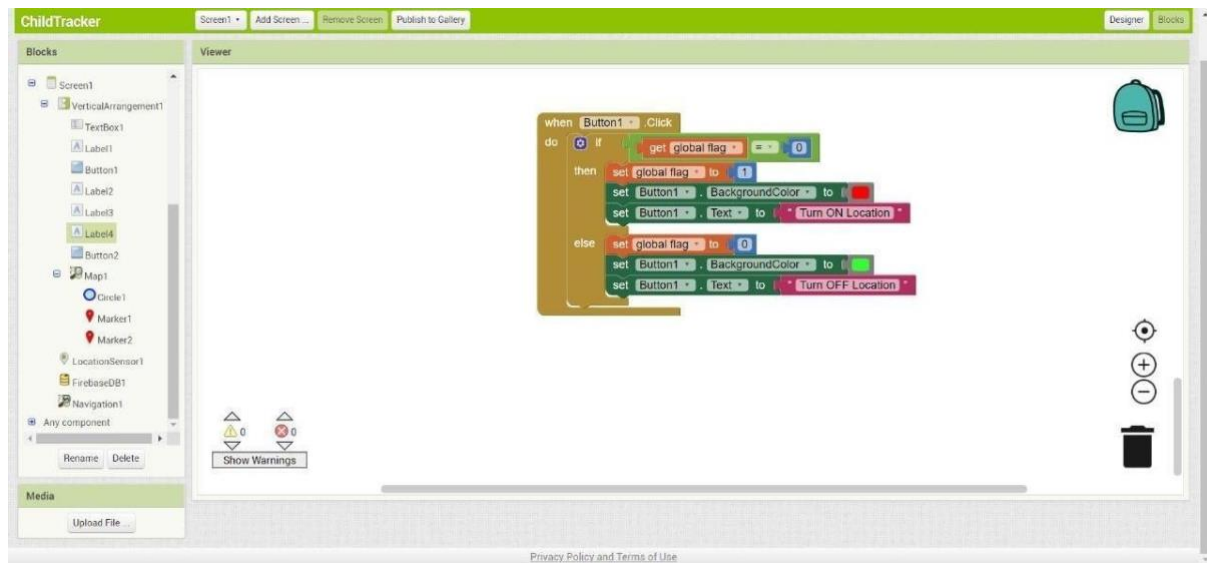 ChildTracker
Screen1 Add Screen ... Remove Screen Publish to Gallery
Designer Blocks
Blocks
Viewer
Screen1
VerticalArrangement1
TextBox1
Label1
Button1
Label2
Label3
Label4
Button2
Map1
Circle1
Marker1
Marker2
LocationSensor1
FirebaseDB1
Navigation1
Any component
Rename Delete
Media
Upload File ...
when Button1 .Click
do if get global flag = 0
then set global flag to 1
set Button1 . BackgroundColor to
set Button1 . Text to " Turn ON Location "
else set global flag to 0
set Button1 . BackgroundColor to
set Button1 . Text to " Turn OFF Location "
0 0
Show Warnings
Privacy Policy and Terms of Use